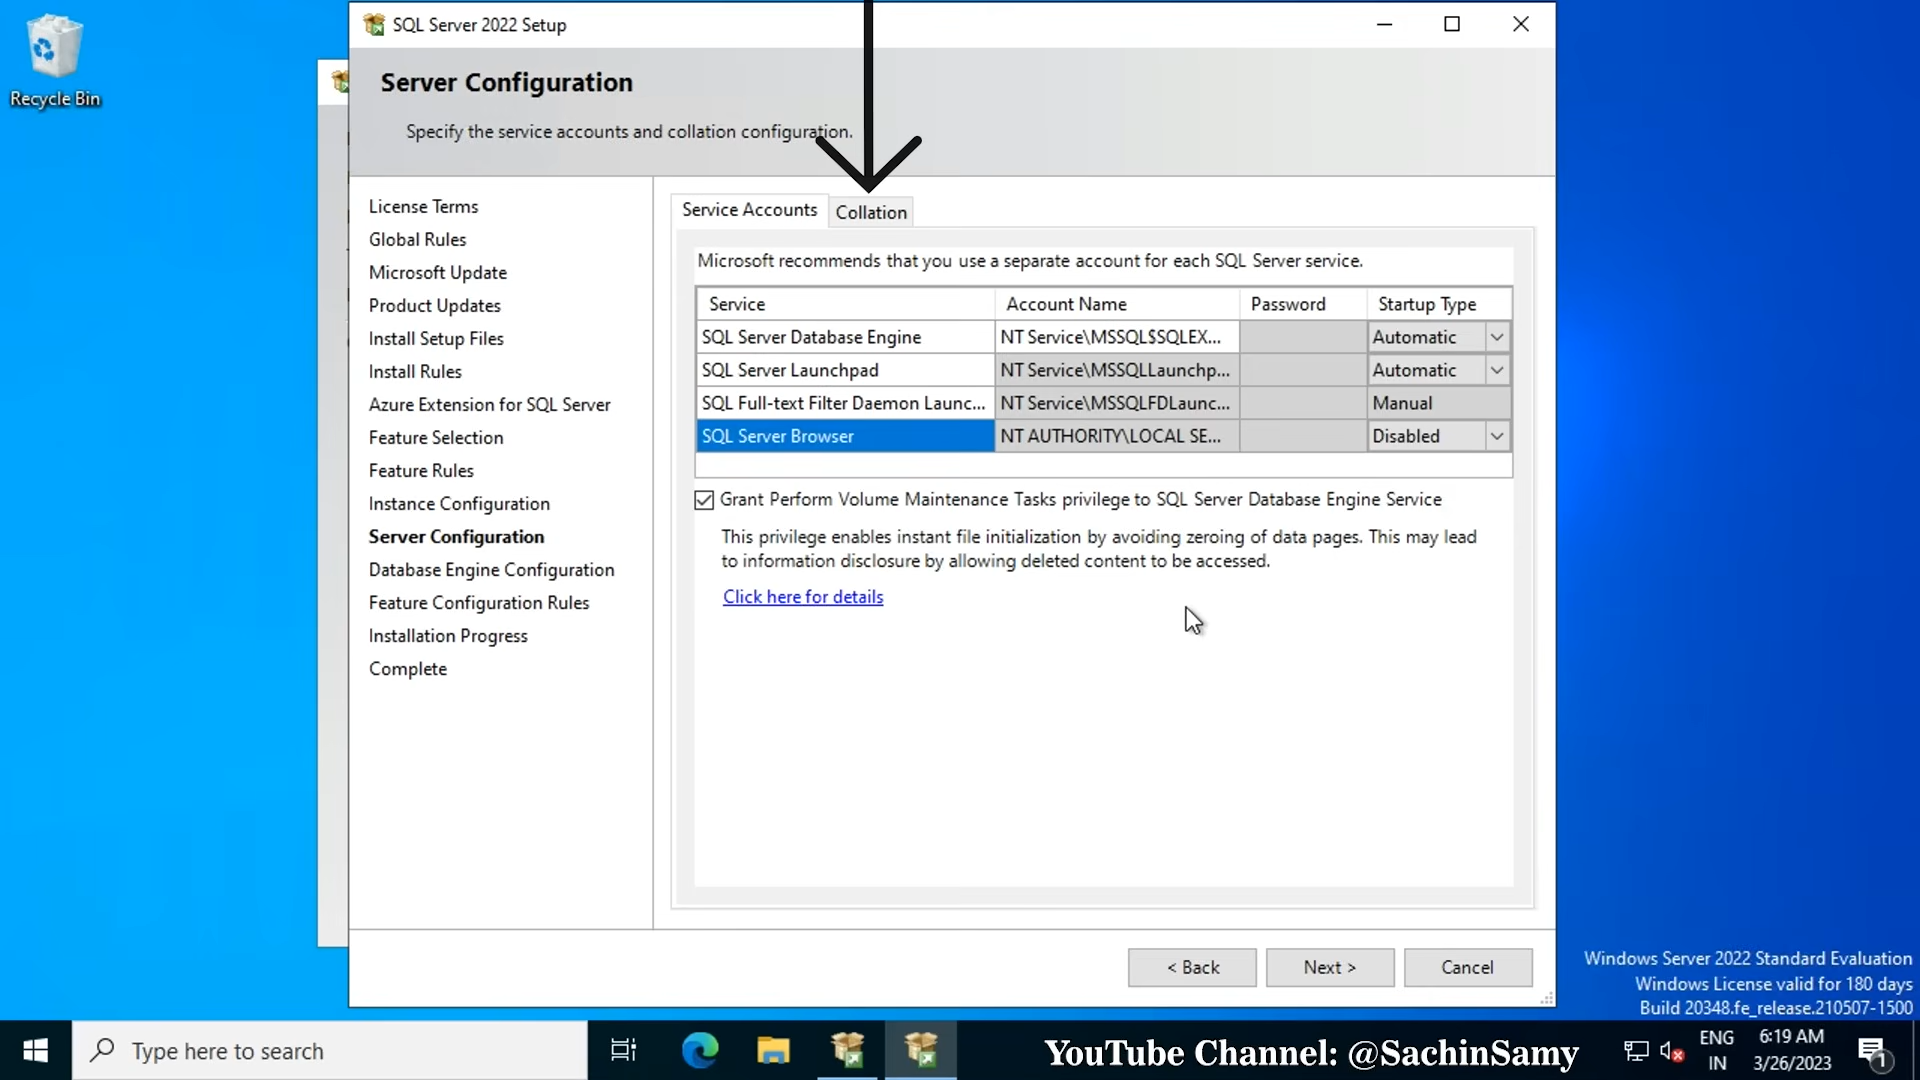 Recycle Bin
SQL Server 2022 Setup
Server Configuration
Specify the service accounts and collation configuration.
License Terms
Global Rules
Microsoft Update
Product Updates
Install Setup Files
Install Rules
Azure Extension for SQL Server
Feature Selection
Feature Rules
Instance Configuration
Server Configuration
Database Engine Configuration
Feature Configuration Rules
Installation Progress
Complete
Service Accounts Collation
Microsoft recommends that you use a separate account for each SQL Server service.
Service Account Name Password Startup Type
SQL Server Database Engine NT Service\MSSQL$SQLEX... Automatic
SQL Server Launchpad NT Service\MSSQLLaunchp... Automatic
SQL Full-text Filter Daemon Launc... NT Service\MSSQLFDLaunc... Manual
SQL Server Browser NT AUTHORITY\LOCAL SE... Disabled
Grant Perform Volume Maintenance Tasks privilege to SQL Server Database Engine Service
This privilege enables instant file initialization by avoiding zeroing of data pages. This may lead
to information disclosure by allowing deleted content to be accessed.
Click here for details
< Back Next > Cancel
Windows Server 2022 Standard Evaluation
Windows License valid for 180 days
Build 20348.fe_release.210507-1500
Type here to search
YouTube Channel: @SachinSamy
ENG 6:19 AM
IN 3/26/2023
1